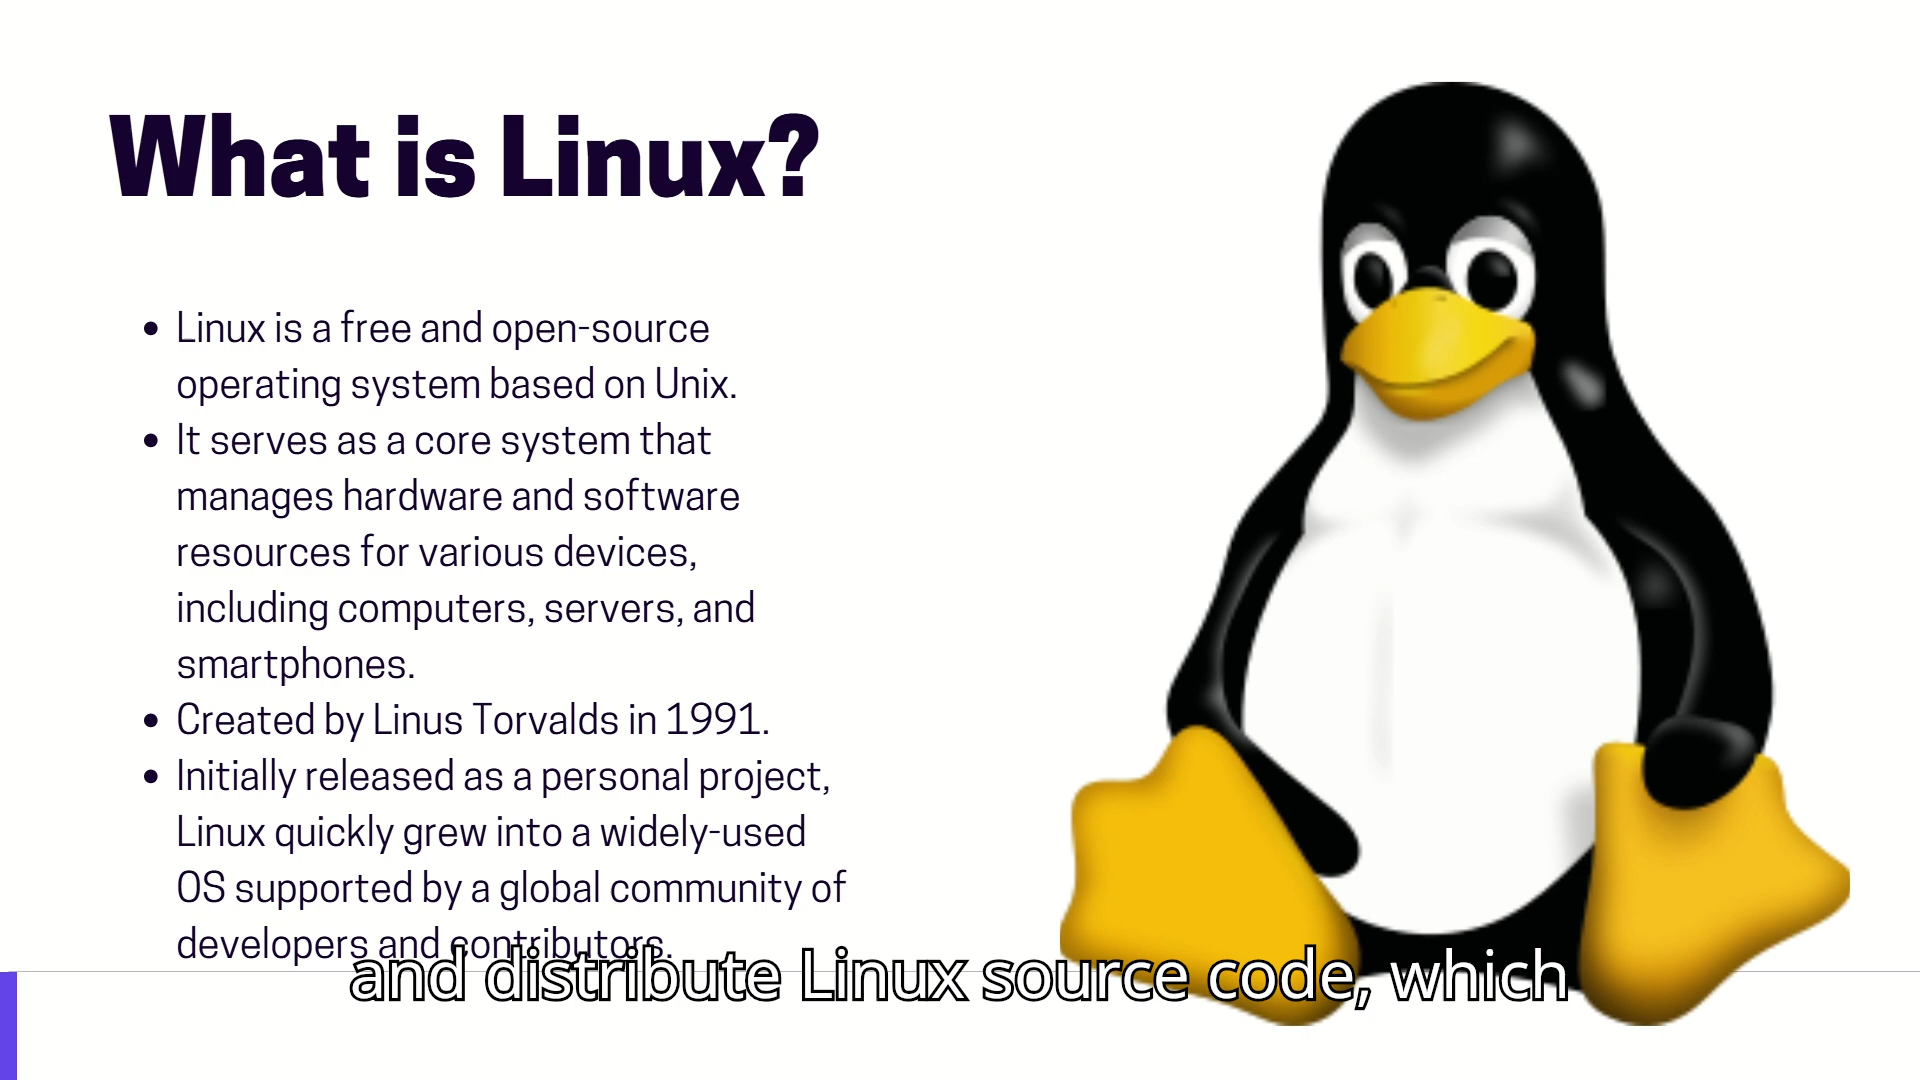 What is Linux?
• Linux is a free and open-source
operating system based on Unix.
• It serves as a core system that
manages hardware and software
resources for various devices,
including computers, servers, and
smartphones.
• Created by Linus Torvalds in 1991.
• Initially released as a personal project,
Linux quickly grew into a widely-used
OS supported by a global community of
developers and contributors.
and distribute Linux source code, which